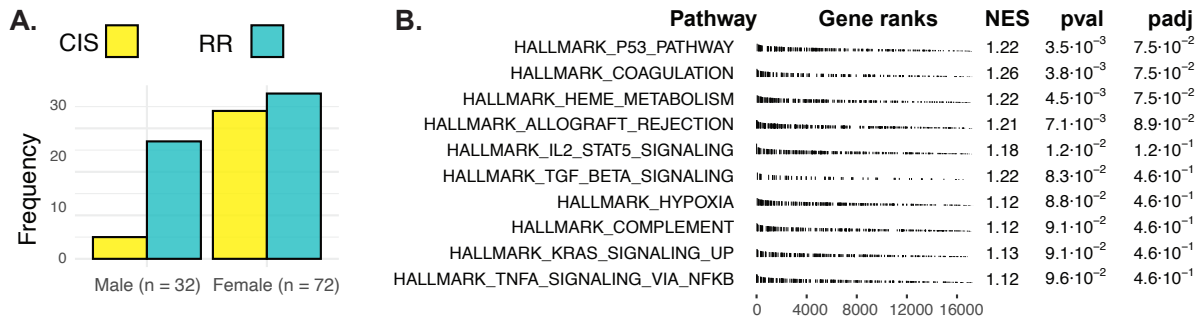 A.
CIS RR
Frequency
30
20
10
0
Male (n = 32) Female (n = 72)
B.
Pathway Gene ranks NES pval padj
HALLMARK_P53_PATHWAY 1.22 3.5·10⁻³ 7.5·10⁻²
HALLMARK_COAGULATION 1.26 3.8·10⁻³ 7.5·10⁻²
HALLMARK_HEME_METABOLISM 1.22 4.5·10⁻³ 7.5·10⁻²
HALLMARK_ALLOGRAFT_REJECTION 1.21 7.1·10⁻³ 8.9·10⁻²
HALLMARK_IL2_STAT5_SIGNALING 1.18 1.2·10⁻² 1.2·10⁻¹
HALLMARK_TGF_BETA_SIGNALING 1.22 8.3·10⁻² 4.6·10⁻¹
HALLMARK_HYPOXIA 1.12 8.8·10⁻² 4.6·10⁻¹
HALLMARK_COMPLEMENT 1.12 9.1·10⁻² 4.6·10⁻¹
HALLMARK_KRAS_SIGNALING_UP 1.13 9.1·10⁻² 4.6·10⁻¹
HALLMARK_TNFA_SIGNALING_VIA_NFKB 1.12 9.6·10⁻² 4.6·10⁻¹
0 4000 8000 12000 16000